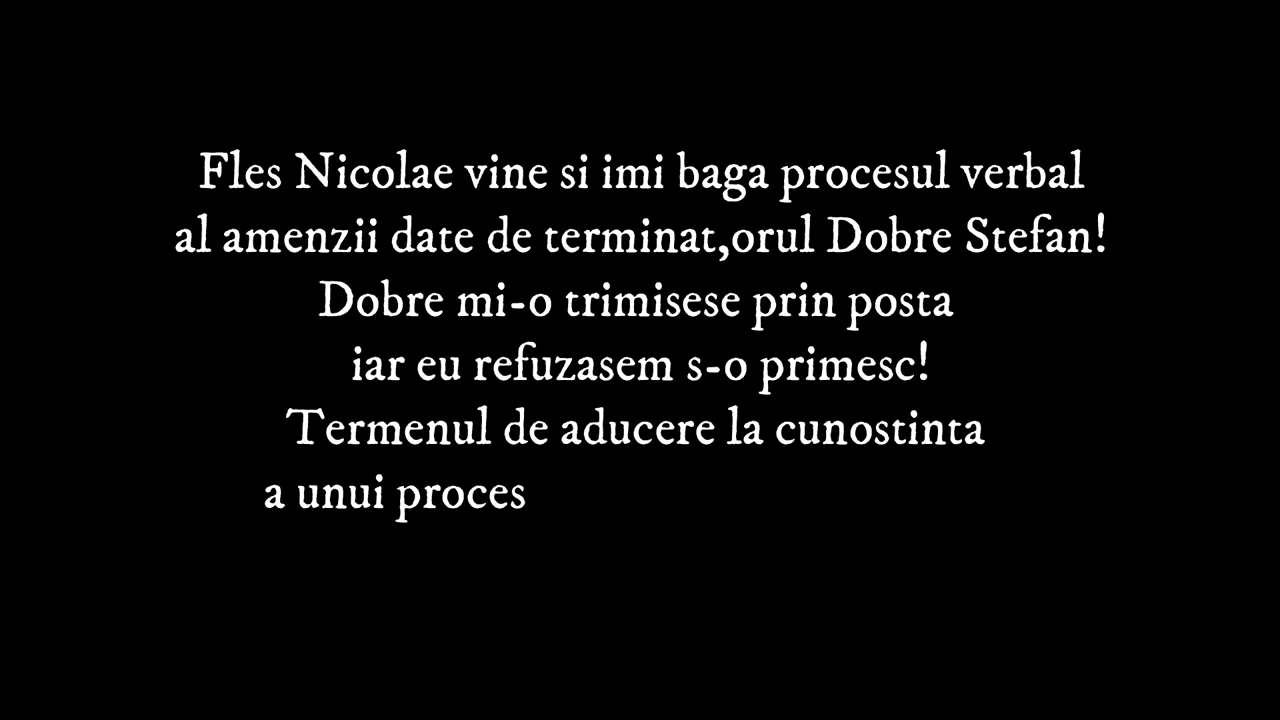 Fles Nicolae vine si imi baga procesul verbal
al amenzii date de terminat,orul Dobre Stefan!
Dobre mi-o trimisese prin posta
iar eu refuzasem s-o primesc!
Termenul de aducere la cunostinta
a unui proces